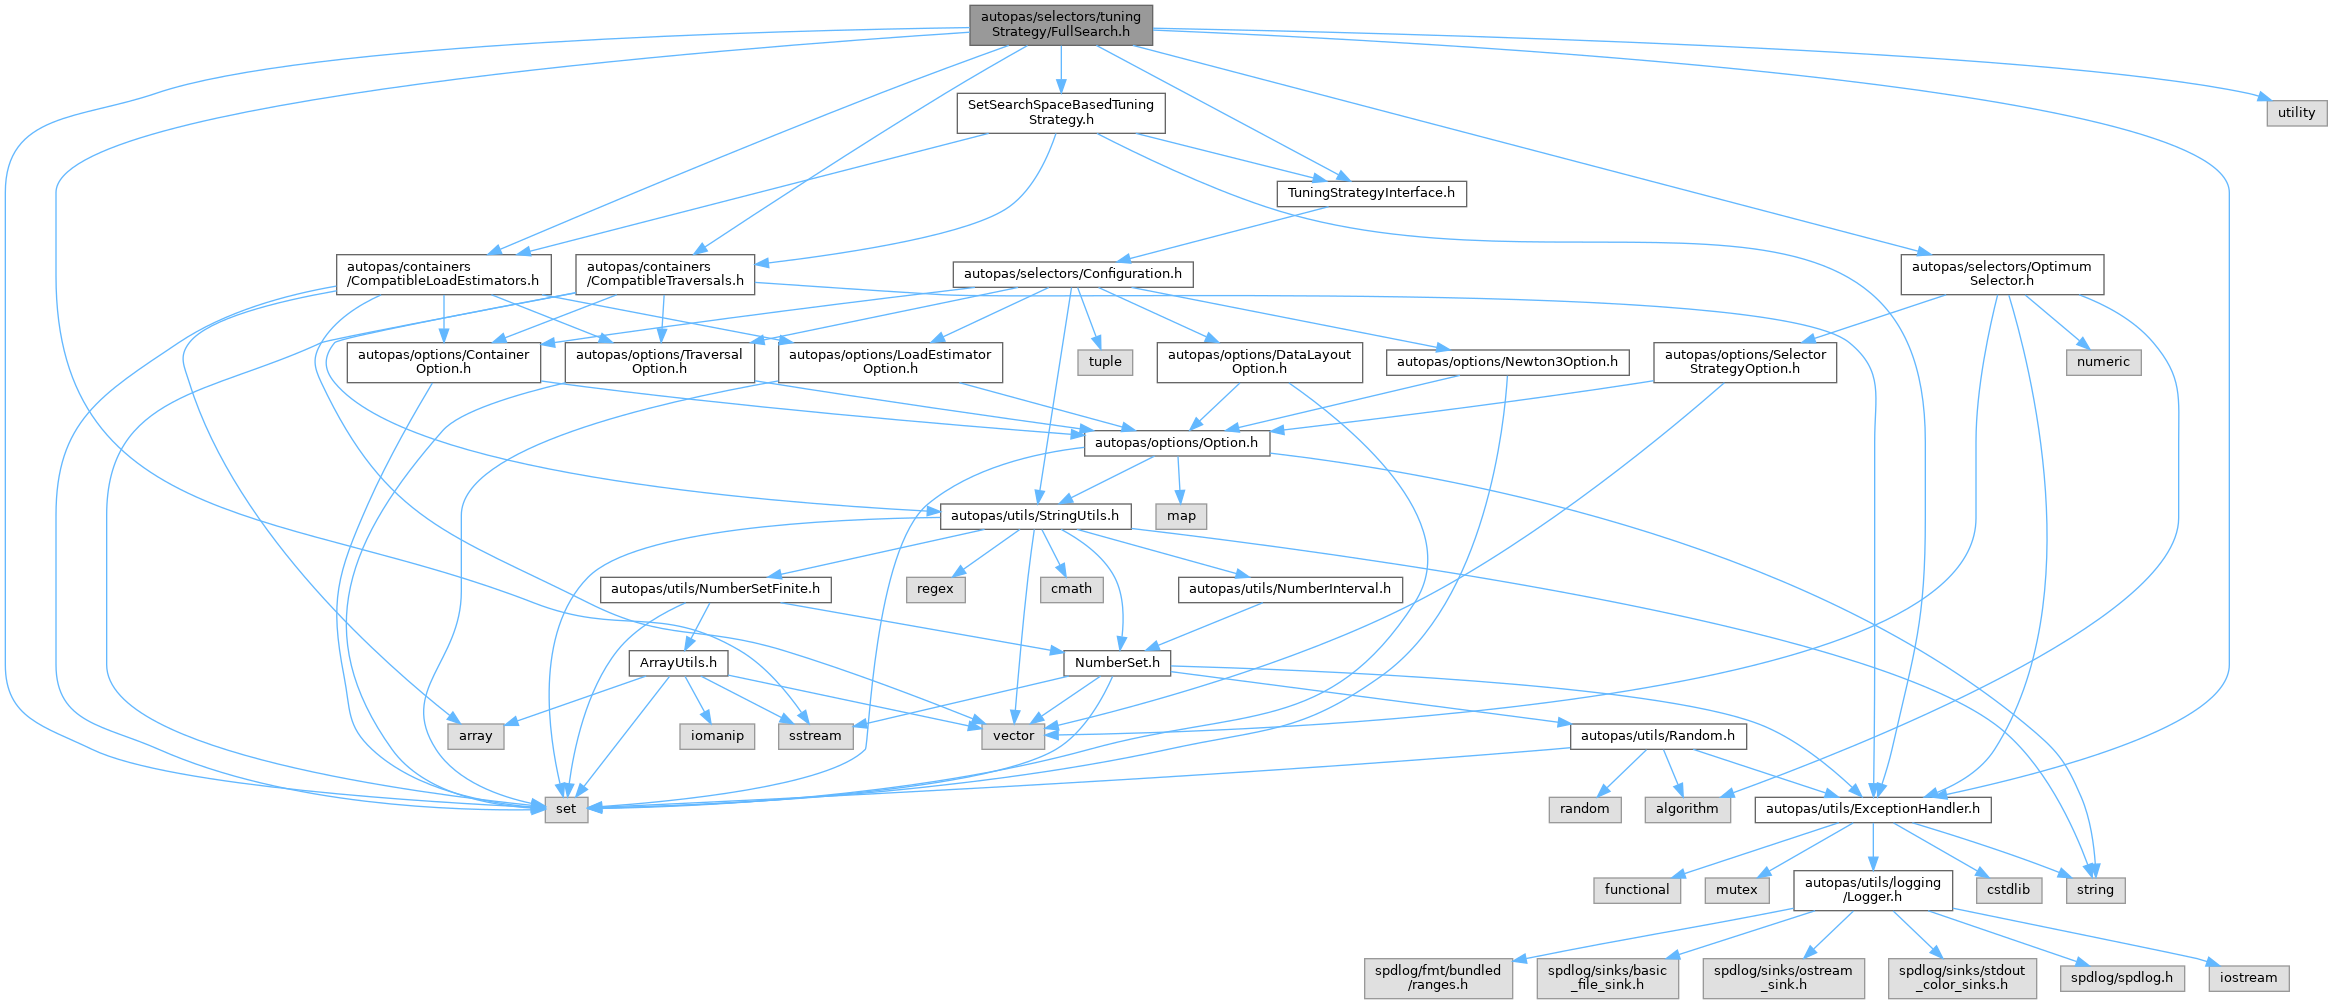 autopas/selectors/tuning
Strategy/FullSearch.h
SetSearchSpaceBasedTuning
Strategy.h
utility
TuningStrategyInterface.h
autopas/containers
/CompatibleLoadEstimators.h
autopas/containers
/CompatibleTraversals.h
autopas/selectors/Configuration.h
autopas/selectors/Optimum
Selector.h
autopas/options/Container
Option.h
autopas/options/Traversal
Option.h
autopas/options/LoadEstimator
Option.h
tuple
autopas/options/DataLayout
Option.h
autopas/options/Newton3Option.h
autopas/options/Selector
StrategyOption.h
numeric
autopas/options/Option.h
autopas/utils/StringUtils.h
map
autopas/utils/NumberSetFinite.h
regex
cmath
autopas/utils/NumberInterval.h
ArrayUtils.h
NumberSet.h
array
iomanip
sstream
vector
autopas/utils/Random.h
set
random
algorithm
autopas/utils/ExceptionHandler.h
functional
mutex
autopas/utils/logging
/Logger.h
cstdlib
string
spdlog/fmt/bundled
/ranges.h
spdlog/sinks/basic
_file_sink.h
spdlog/sinks/ostream
_sink.h
spdlog/sinks/stdout
_color_sinks.h
spdlog/spdlog.h
iostream